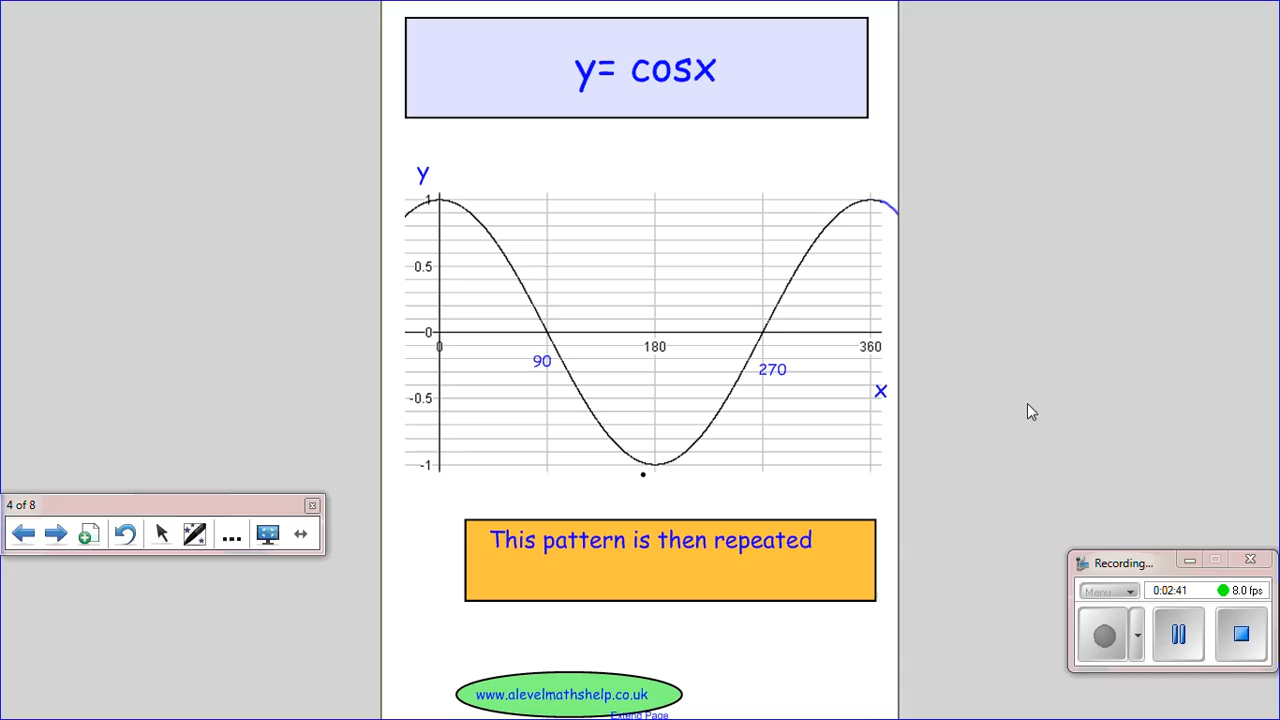 y= cosx
y
1
0.5
0
0
180
360
90
270
x
-0.5
-1
4 of 8
This pattern is then repeated
Recording...
Menu
0:02:41
8.0 fps
www.alevelmathshelp.co.uk
Extend Page